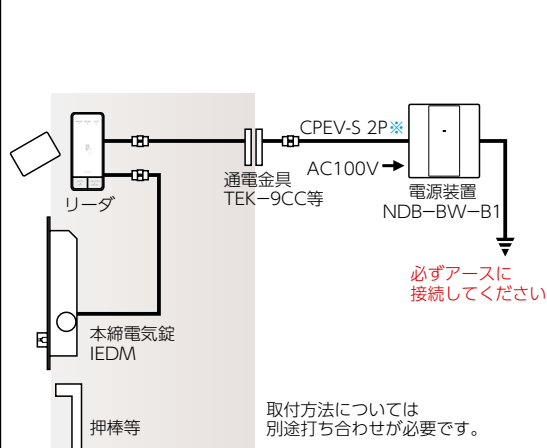 CPEV-S 2P※
通電金具
TEK−9CC等
AC100V
電源装置
NDB−BW−B1
リーダ
必ずアースに
接続してください
本締電気錠
IEDM
押棒等
取付方法については
別途打ち合わせが必要です。